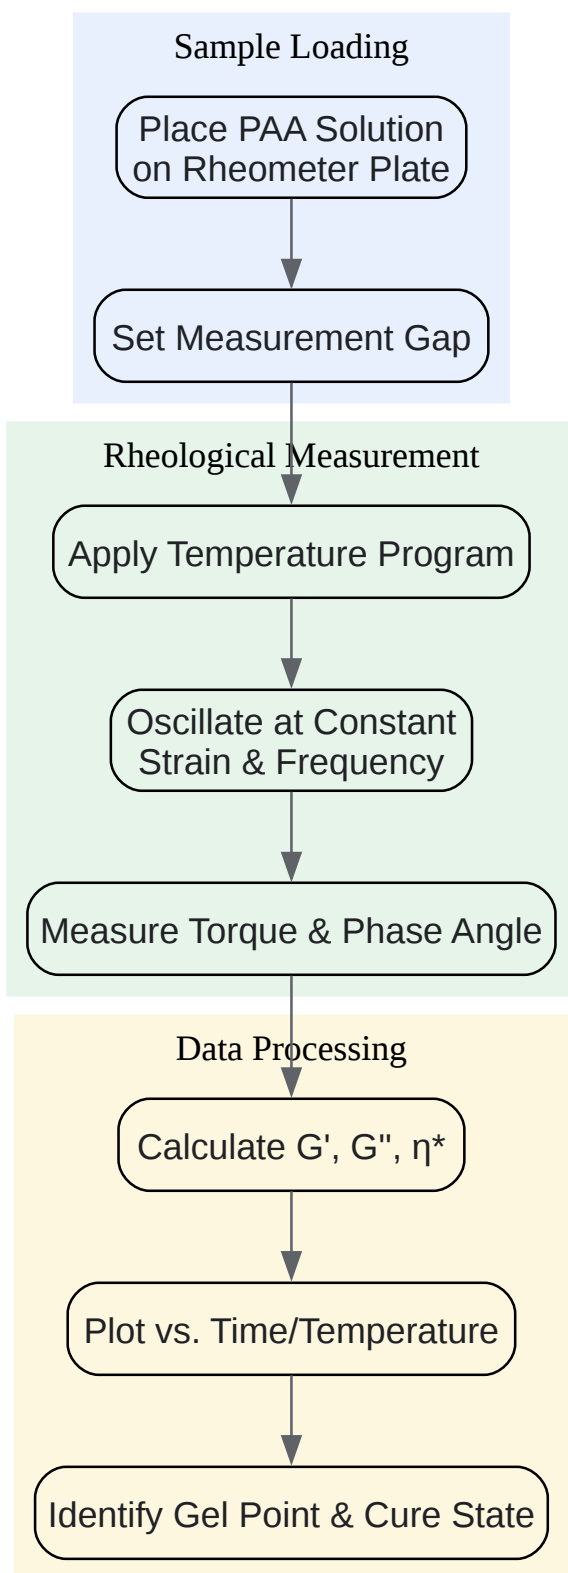 Sample Loading
Place PAA Solution
on Rheometer Plate
Set Measurement Gap
Rheological Measurement
Apply Temperature Program
Oscillate at Constant
Strain & Frequency
Measure Torque & Phase Angle
Data Processing
Calculate G', G'', η*
Plot vs. Time/Temperature
Identify Gel Point & Cure State